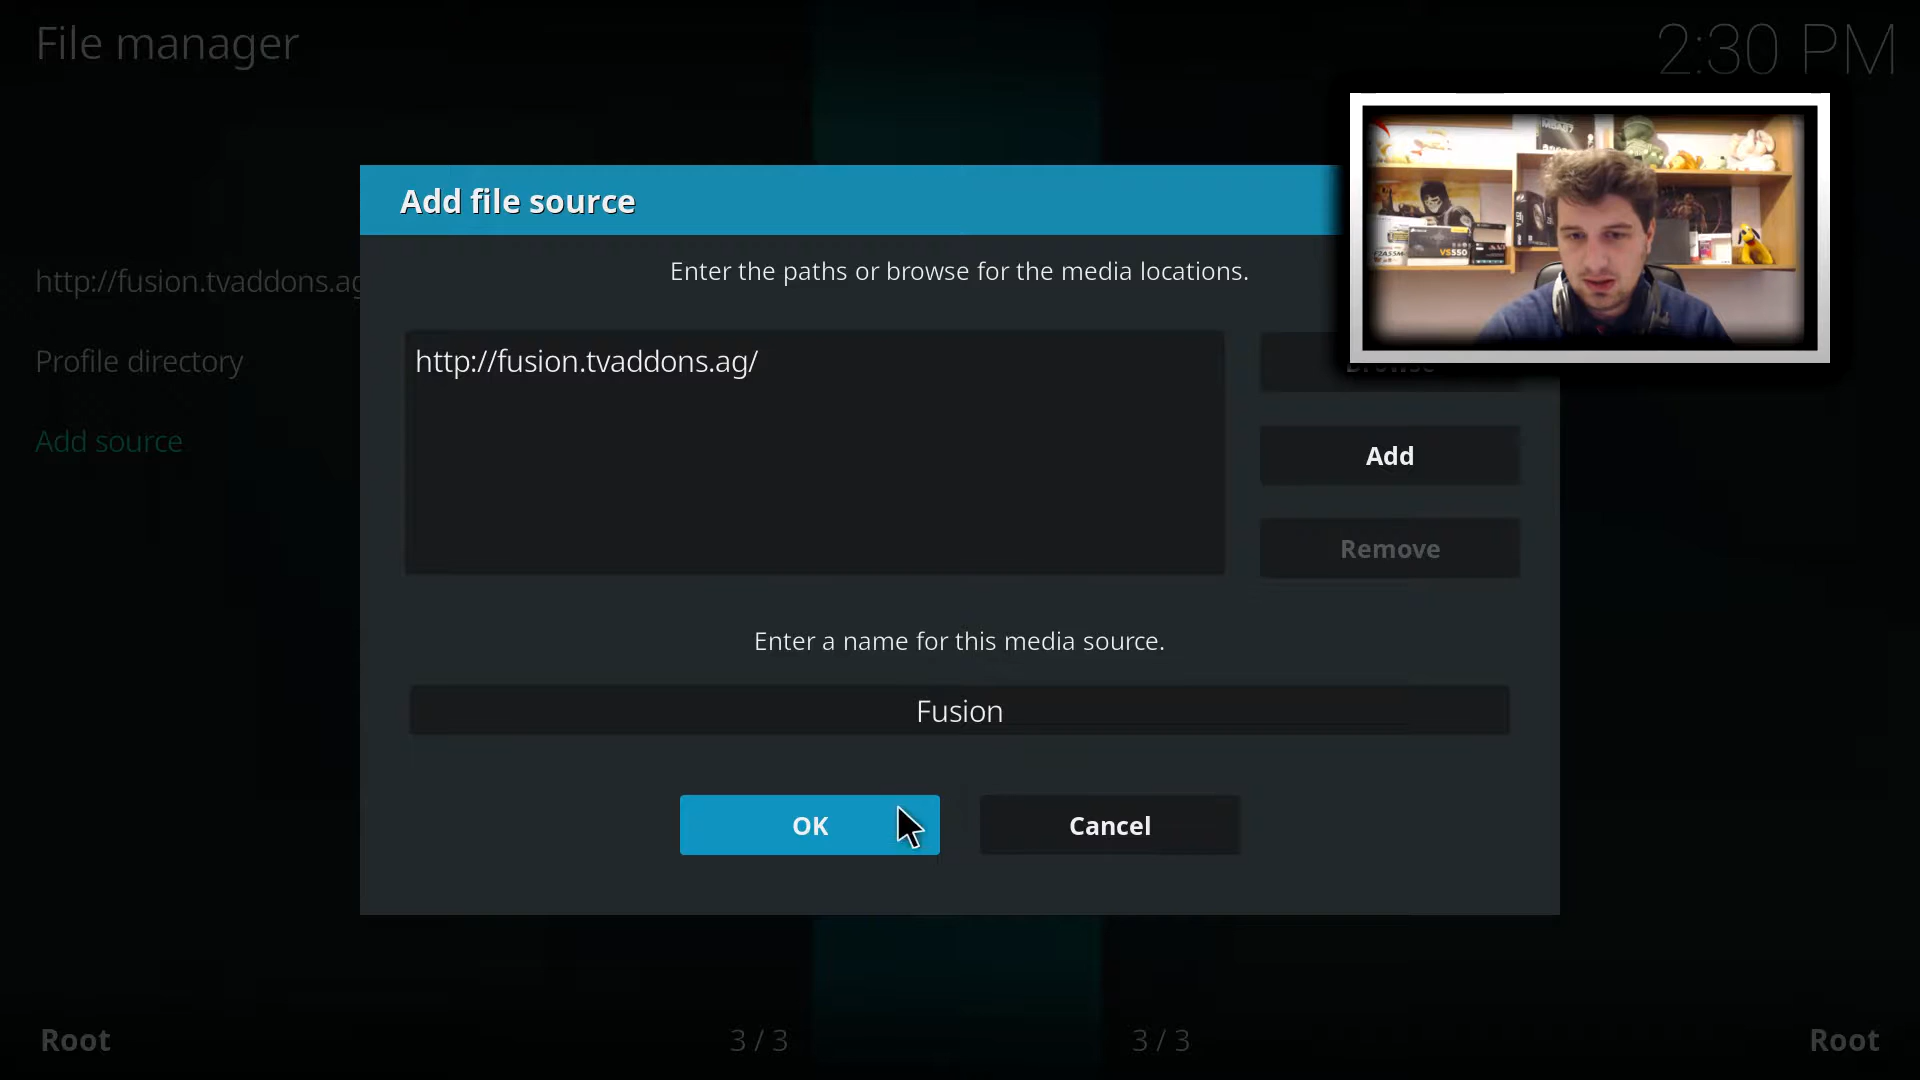 File manager
2:30 PM
Add file source
Enter the paths or browse for the media locations.
http://fusion.tvaddons.ag
http://fusion.tvaddons.ag/
Profile directory
Add
Add source
Remove
Enter a name for this media source.
Fusion
OK
Cancel
Root
3 / 3
3 / 3
Root
VS550